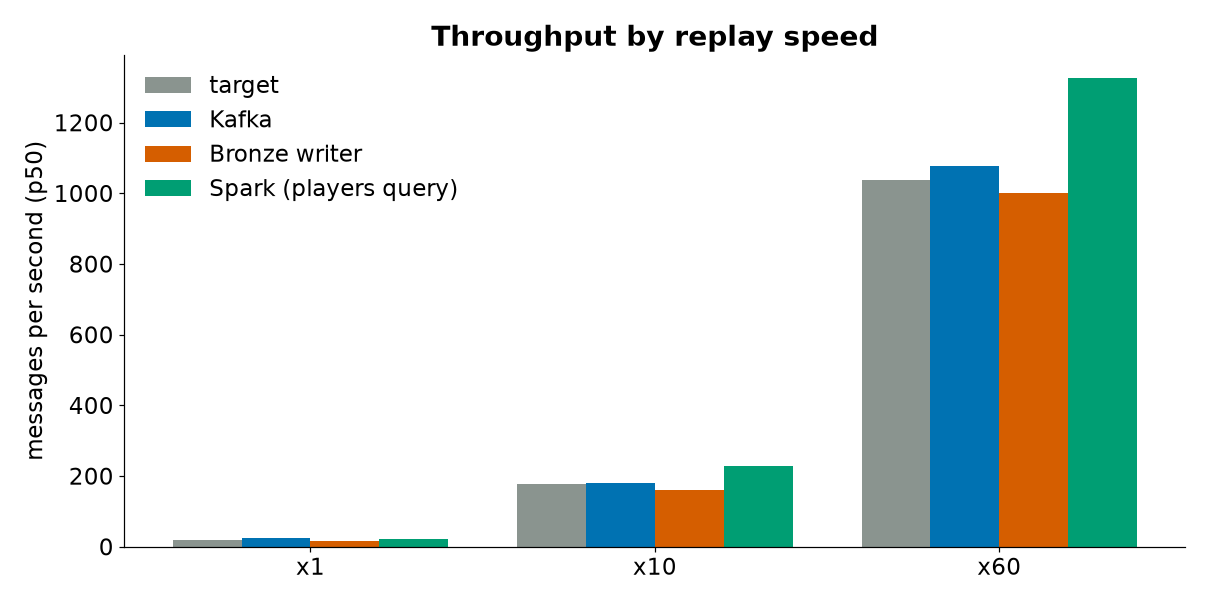 Throughput by replay speed
messages per second (p50)
1200
1000
800
600
400
200
0
target
Kafka
Bronze writer
Spark (players query)
x1
x10
x60